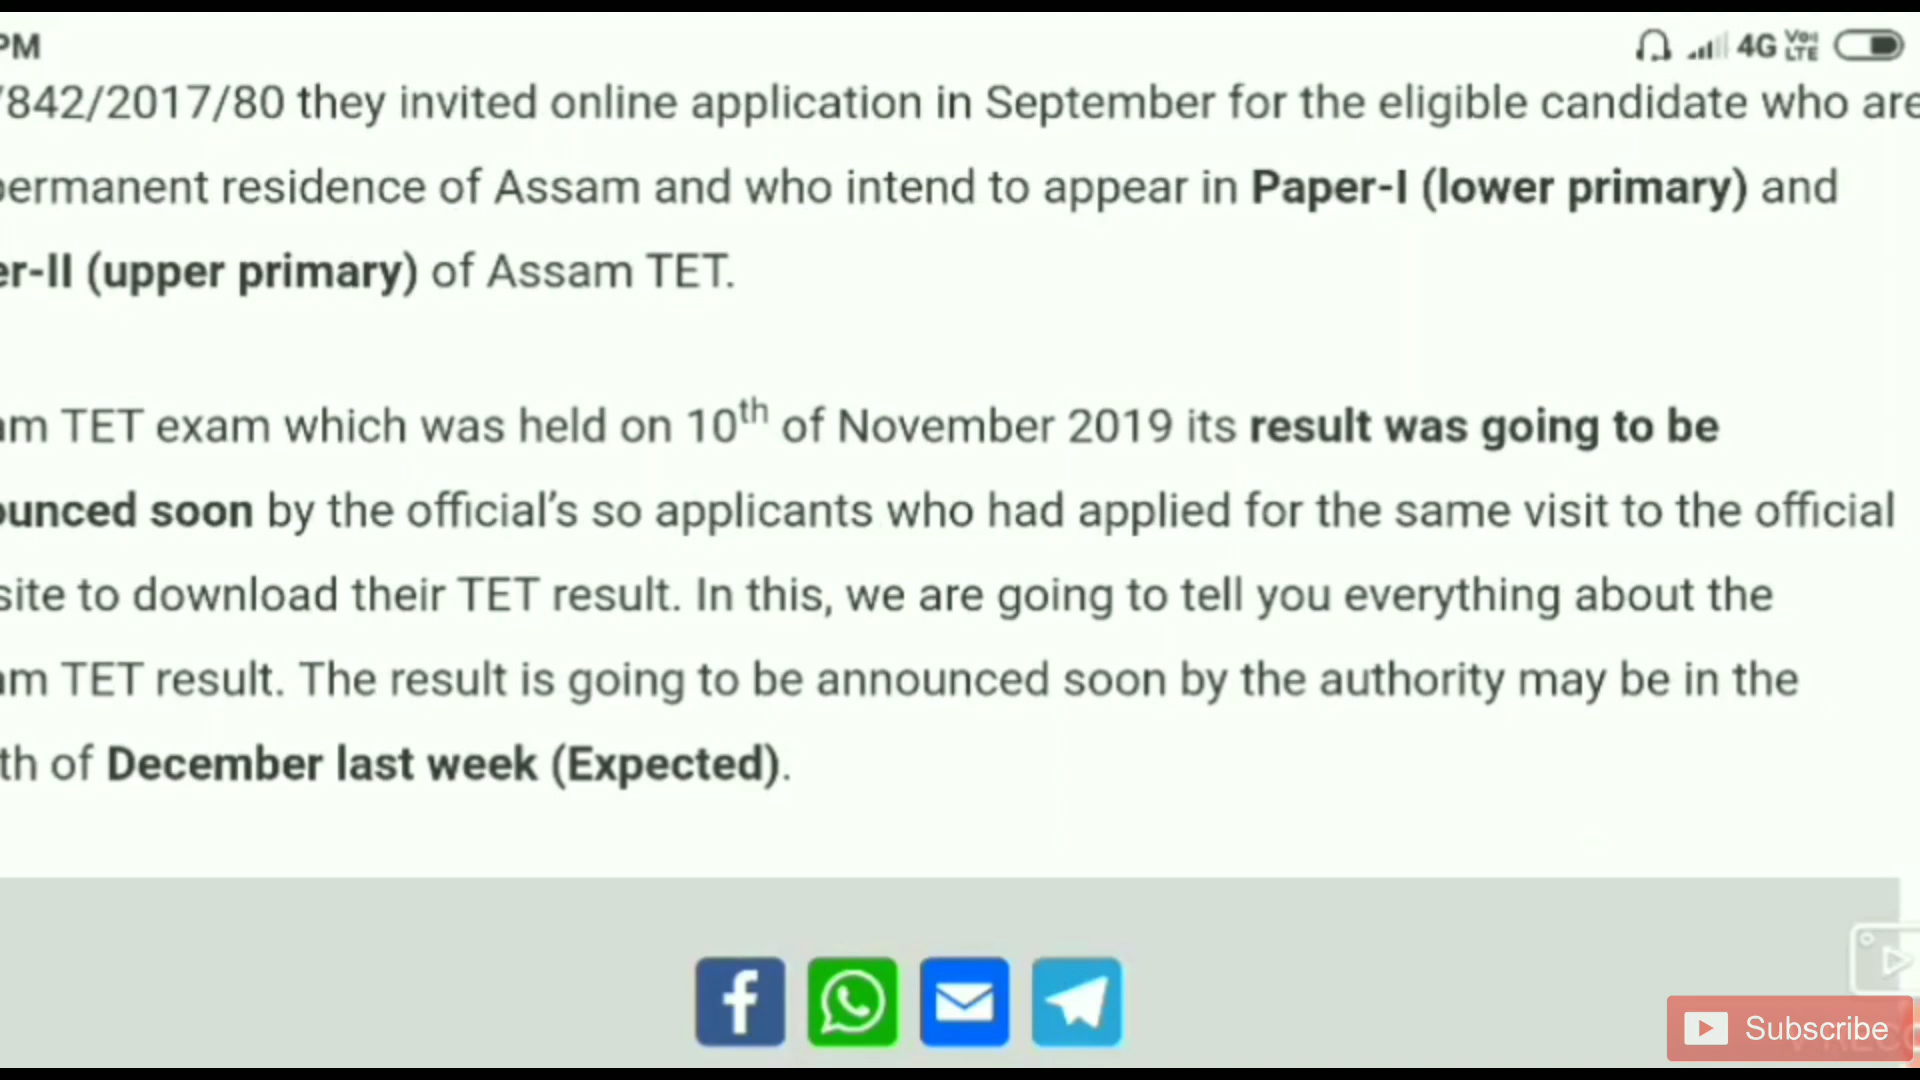 PM
4G VoLTE
/842/2017/80 they invited online application in September for the eligible candidate who are
permanent residence of Assam and who intend to appear in Paper-I (lower primary) and
er-II (upper primary) of Assam TET.
am TET exam which was held on 10th of November 2019 its result was going to be
ounced soon by the official's so applicants who had applied for the same visit to the official
site to download their TET result. In this, we are going to tell you everything about the
am TET result. The result is going to be announced soon by the authority may be in the
th of December last week (Expected).
Subscribe